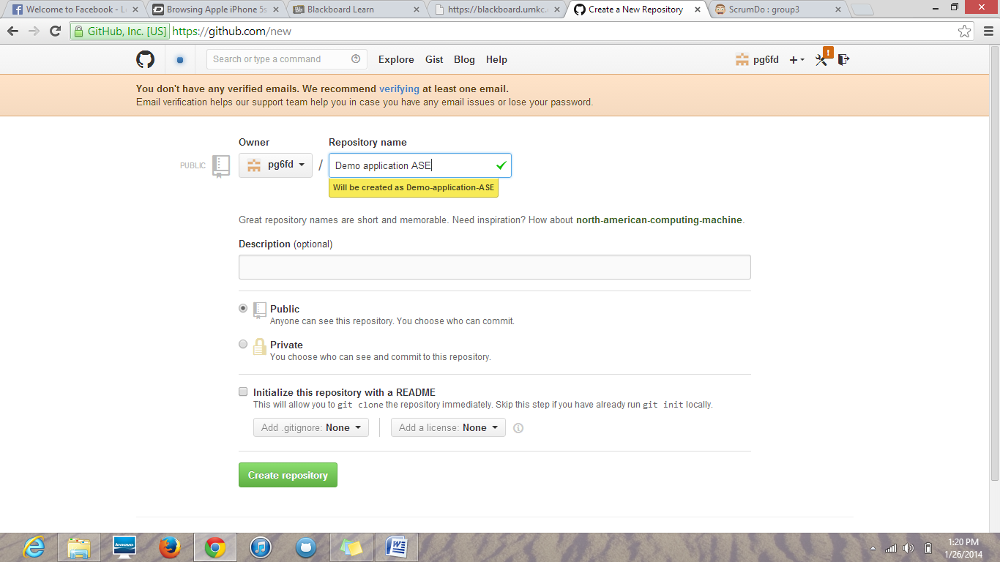 Welcome to Facebook - Lo
Browsing Apple iPhone 5s
Blackboard Learn
https://blackboard.umkc.e
Create a New Repository
ScrumDo : group3
GitHub, Inc. [US] https://github.com/new
Search or type a command
Explore Gist Blog Help
pg6fd
You don't have any verified emails. We recommend verifying at least one email.
Email verification helps our support team help you in case you have any email issues or lose your password.
Owner Repository name
PUBLIC pg6fd / Demo application ASE
Will be created as Demo-application-ASE
Great repository names are short and memorable. Need inspiration? How about north-american-computing-machine.
Description (optional)
Public
Anyone can see this repository. You choose who can commit.
Private
You choose who can see and commit to this repository.
Initialize this repository with a README
This will allow you to git clone the repository immediately. Skip this step if you have already run git init locally.
Add .gitignore: None Add a license: None
Create repository
lenovo
1:20 PM
1/26/2014